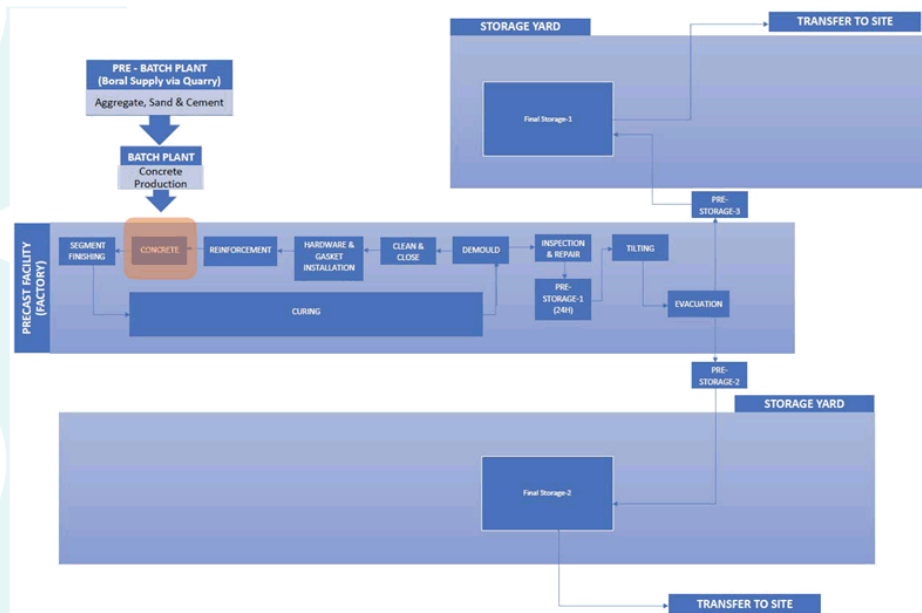 STORAGE YARD
TRANSFER TO SITE
PRE - BATCH PLANT
(Boral Supply via Quarry)
Aggregate, Sand & Cement
Final Storage-1
BATCH PLANT
Concrete
Production
PRE-
STORAGE-3
PRECAST FACILITY
(FACTORY)
SEGMENT
FINISHING
CONCRETE
REINFORCEMENT
HARDWARE &
GASKET
INSTALLATION
CLEAN &
CLOSE
DEMOULD
INSPECTION
& REPAIR
TILTING
PRE-
STORAGE-1
(24H)
EVACUATION
CURING
PRE-
STORAGE-2
STORAGE YARD
Final Storage-2
TRANSFER TO SITE